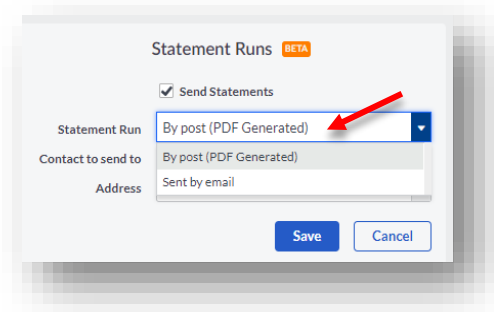 Statement Runs BETA
Send Statements
Statement Run By post (PDF Generated)
Contact to send to By post (PDF Generated)
Address Sent by email
Save Cancel